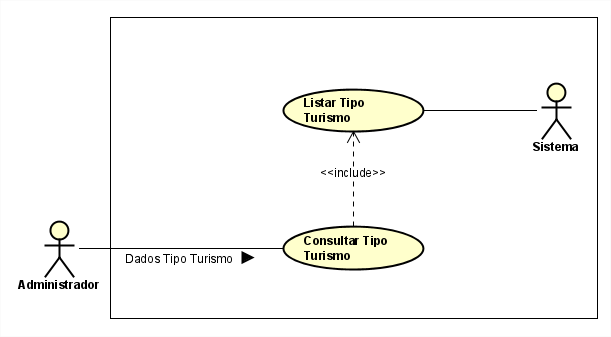 Listar Tipo
Turismo
Sistema
<<include>>
Consultar Tipo
Turismo
Dados Tipo Turismo
Administrador